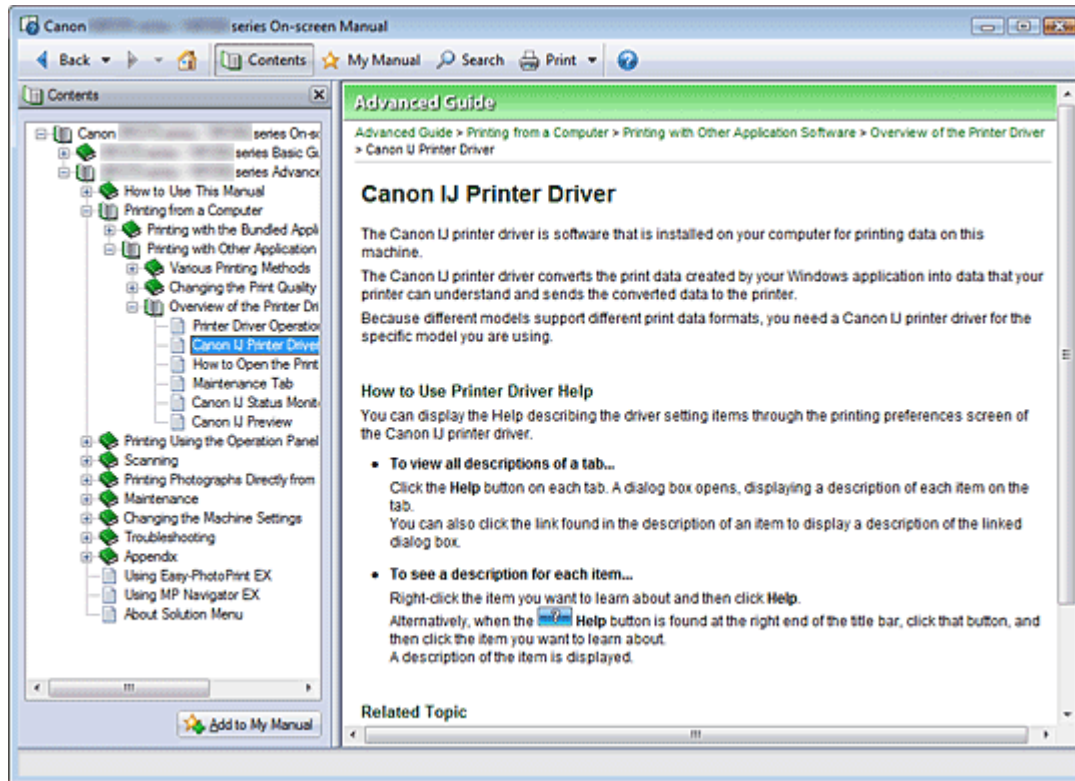 Canon series On-screen Manual
Back Contents My Manual Search Print
Contents
Canon series On-s
series Basic G
series Advance
How to Use This Manual
Printing from a Computer
Printing with the Bundled Appli
Printing with Other Application
Various Printing Methods
Changing the Print Quality
Overview of the Printer Dri
Printer Driver Operation
Canon IJ Printer Driver
How to Open the Print
Maintenance Tab
Canon IJ Status Monit
Canon IJ Preview
Printing Using the Operation Panel
Scanning
Printing Photographs Directly from
Maintenance
Changing the Machine Settings
Troubleshooting
Appendix
Using Easy-PhotoPrint EX
Using MP Navigator EX
About Solution Menu
Add to My Manual
Advanced Guide
Advanced Guide > Printing from a Computer > Printing with Other Application Software > Overview of the Printer Driver
> Canon IJ Printer Driver
Canon IJ Printer Driver
The Canon IJ printer driver is software that is installed on your computer for printing data on this
machine.
The Canon IJ printer driver converts the print data created by your Windows application into data that your
printer can understand and sends the converted data to the printer.
Because different models support different print data formats, you need a Canon IJ printer driver for the
specific model you are using.
How to Use Printer Driver Help
You can display the Help describing the driver setting items through the printing preferences screen of
the Canon IJ printer driver.
• To view all descriptions of a tab...
Click the Help button on each tab. A dialog box opens, displaying a description of each item on the
tab.
You can also click the link found in the description of an item to display a description of the linked
dialog box.
• To see a description for each item...
Right-click the item you want to learn about and then click Help.
Alternatively, when the ? Help button is found at the right end of the title bar, click that button, and
then click the item you want to learn about.
A description of the item is displayed.
Related Topic